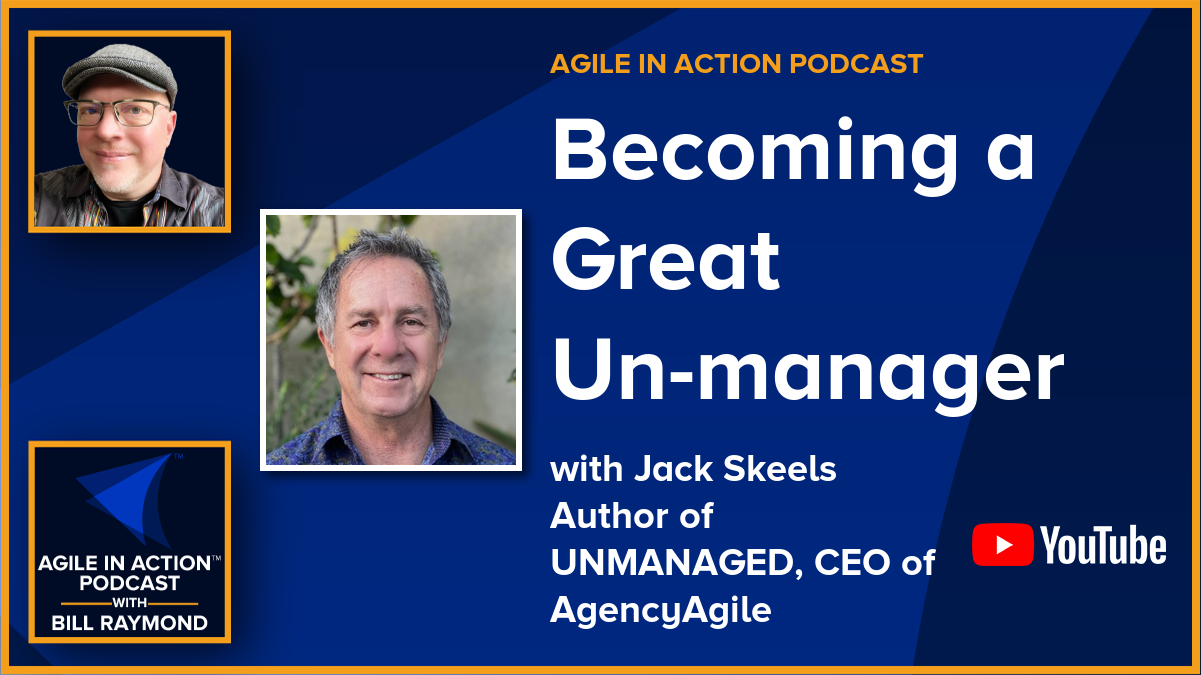 AGILE IN ACTION PODCAST
Becoming a
Great
Un-manager
with Jack Skeels
Author of
UNMANAGED, CEO of
AgencyAgile
YouTube
TM
AGILE IN ACTION™
PODCAST
WITH
BILL RAYMOND